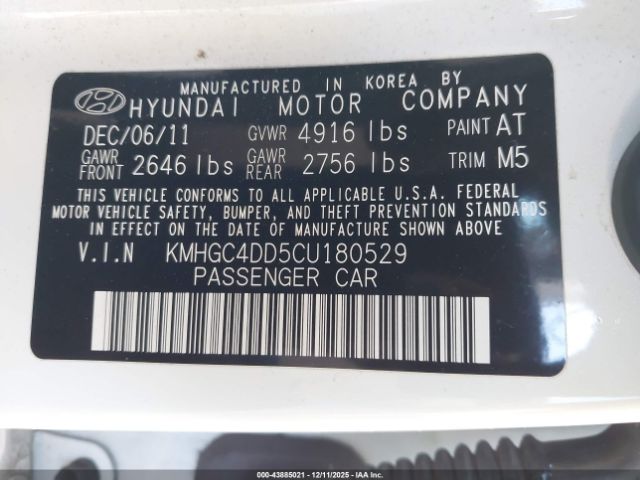 MANUFACTURED IN KOREA BY
HYUNDAI MOTOR COMPANY
DEC/06/11 GVWR 4916 lbs PAINT AT
GAWR FRONT 2646 lbs GAWR REAR 2756 lbs TRIM M5
THIS VEHICLE CONFORMS TO ALL APPLICABLE U.S.A. FEDERAL
MOTOR VEHICLE SAFETY, BUMPER, AND THEFT PREVENTION STANDARDS
IN EFFECT ON THE DATE OF MANUFACTURE SHOWN ABOVE
V.I.N KMHGC4DD5CU180529
PASSENGER CAR
000-43885021 - 12/11/2025 - IAA Inc.